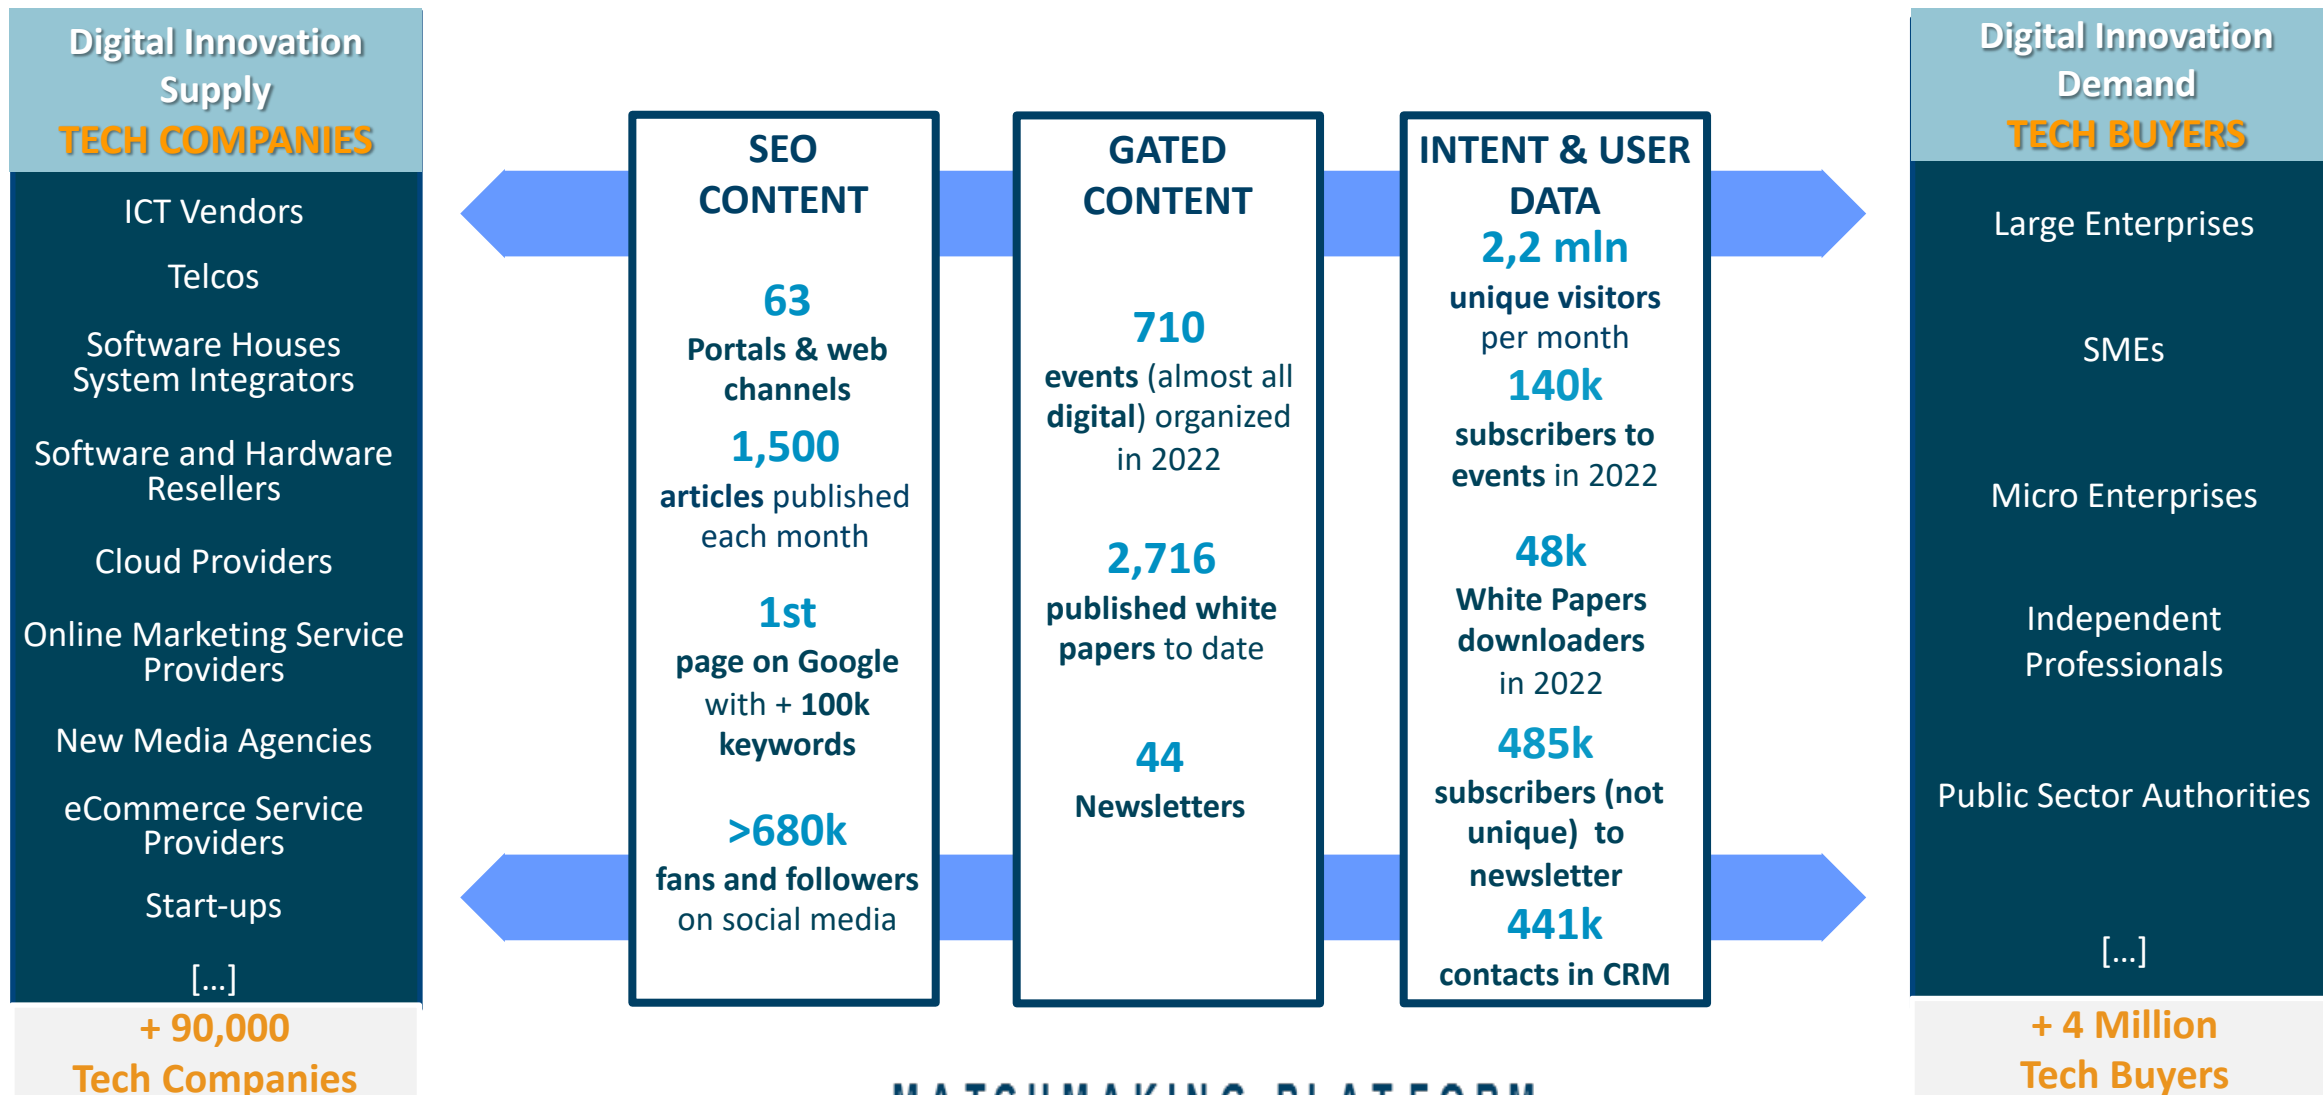 Digital Innovation
Supply
TECH COMPANIES
ICT Vendors
Telcos
Software Houses
System Integrators
Software and Hardware
Resellers
Cloud Providers
Online Marketing Service
Providers
New Media Agencies
eCommerce Service
Providers
Start-ups
[...]
+ 90,000
Tech Companies
SEO
CONTENT
63
Portals & web
channels
1,500
articles published
each month
1st
page on Google
with + 100k
keywords
>680k
fans and followers
on social media
GATED
CONTENT
710
events (almost all
digital) organized
in 2022
2,716
published white
papers to date
44
Newsletters
INTENT & USER
DATA
2,2 mln
unique visitors
per month
140k
subscribers to
events in 2022
48k
White Papers
downloaders
in 2022
485k
subscribers (not
unique) to
newsletter
441k
contacts in CRM
Digital Innovation
Demand
TECH BUYERS
Large Enterprises
SMEs
Micro Enterprises
Independent
Professionals
Public Sector Authorities
[...]
+ 4 Million
Tech Buyers
MATCHMAKING PLATFORM